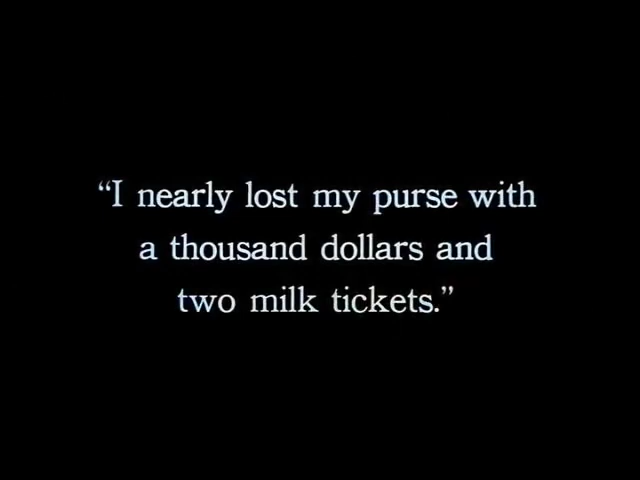 “I nearly lost my purse with
a thousand dollars and
two milk tickets.”